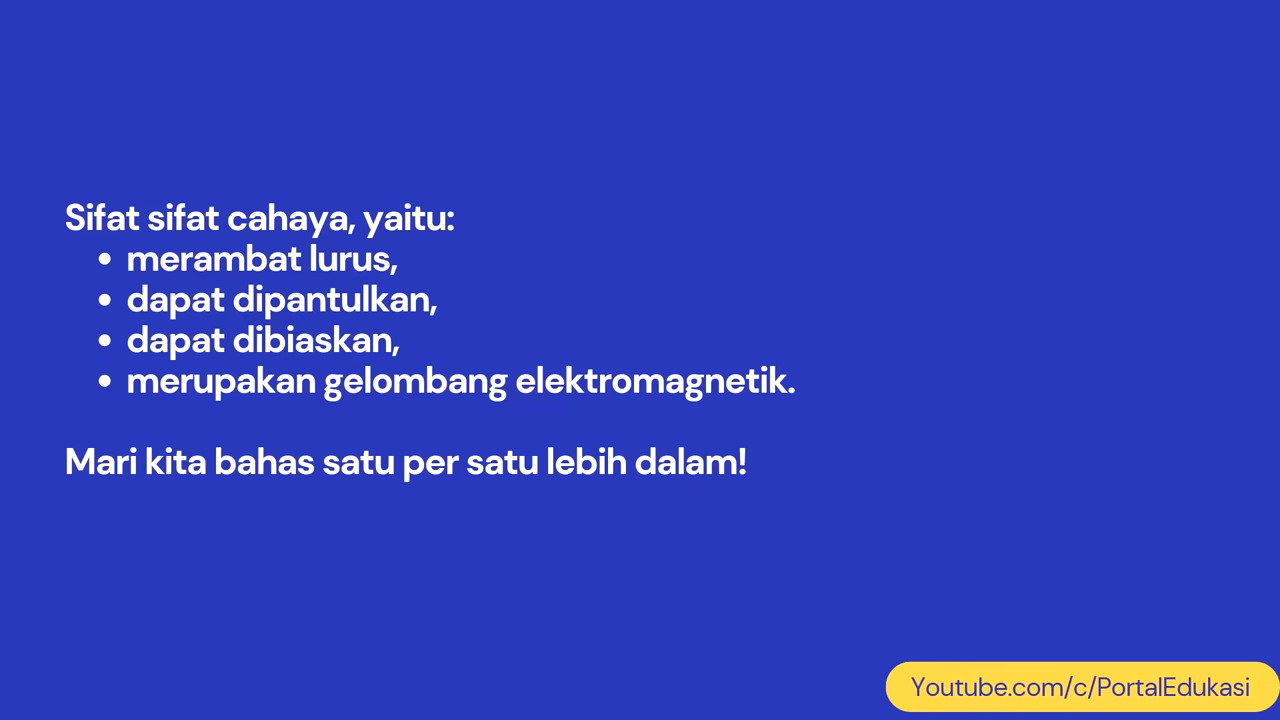 Sifat sifat cahaya, yaitu:
• merambat lurus,
• dapat dipantulkan,
• dapat dibiaskan,
• merupakan gelombang elektromagnetik.
Mari kita bahas satu per satu lebih dalam!
Youtube.com/c/PortalEdukasi